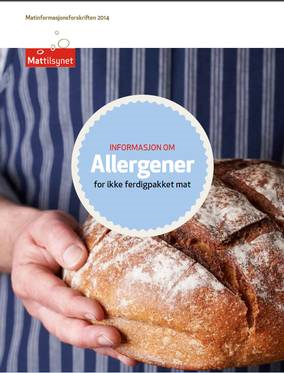 Matinformasjonsforskriften 2014
Mattilsynet
INFORMASJON OM
Allergener
for ikke ferdigpakket mat